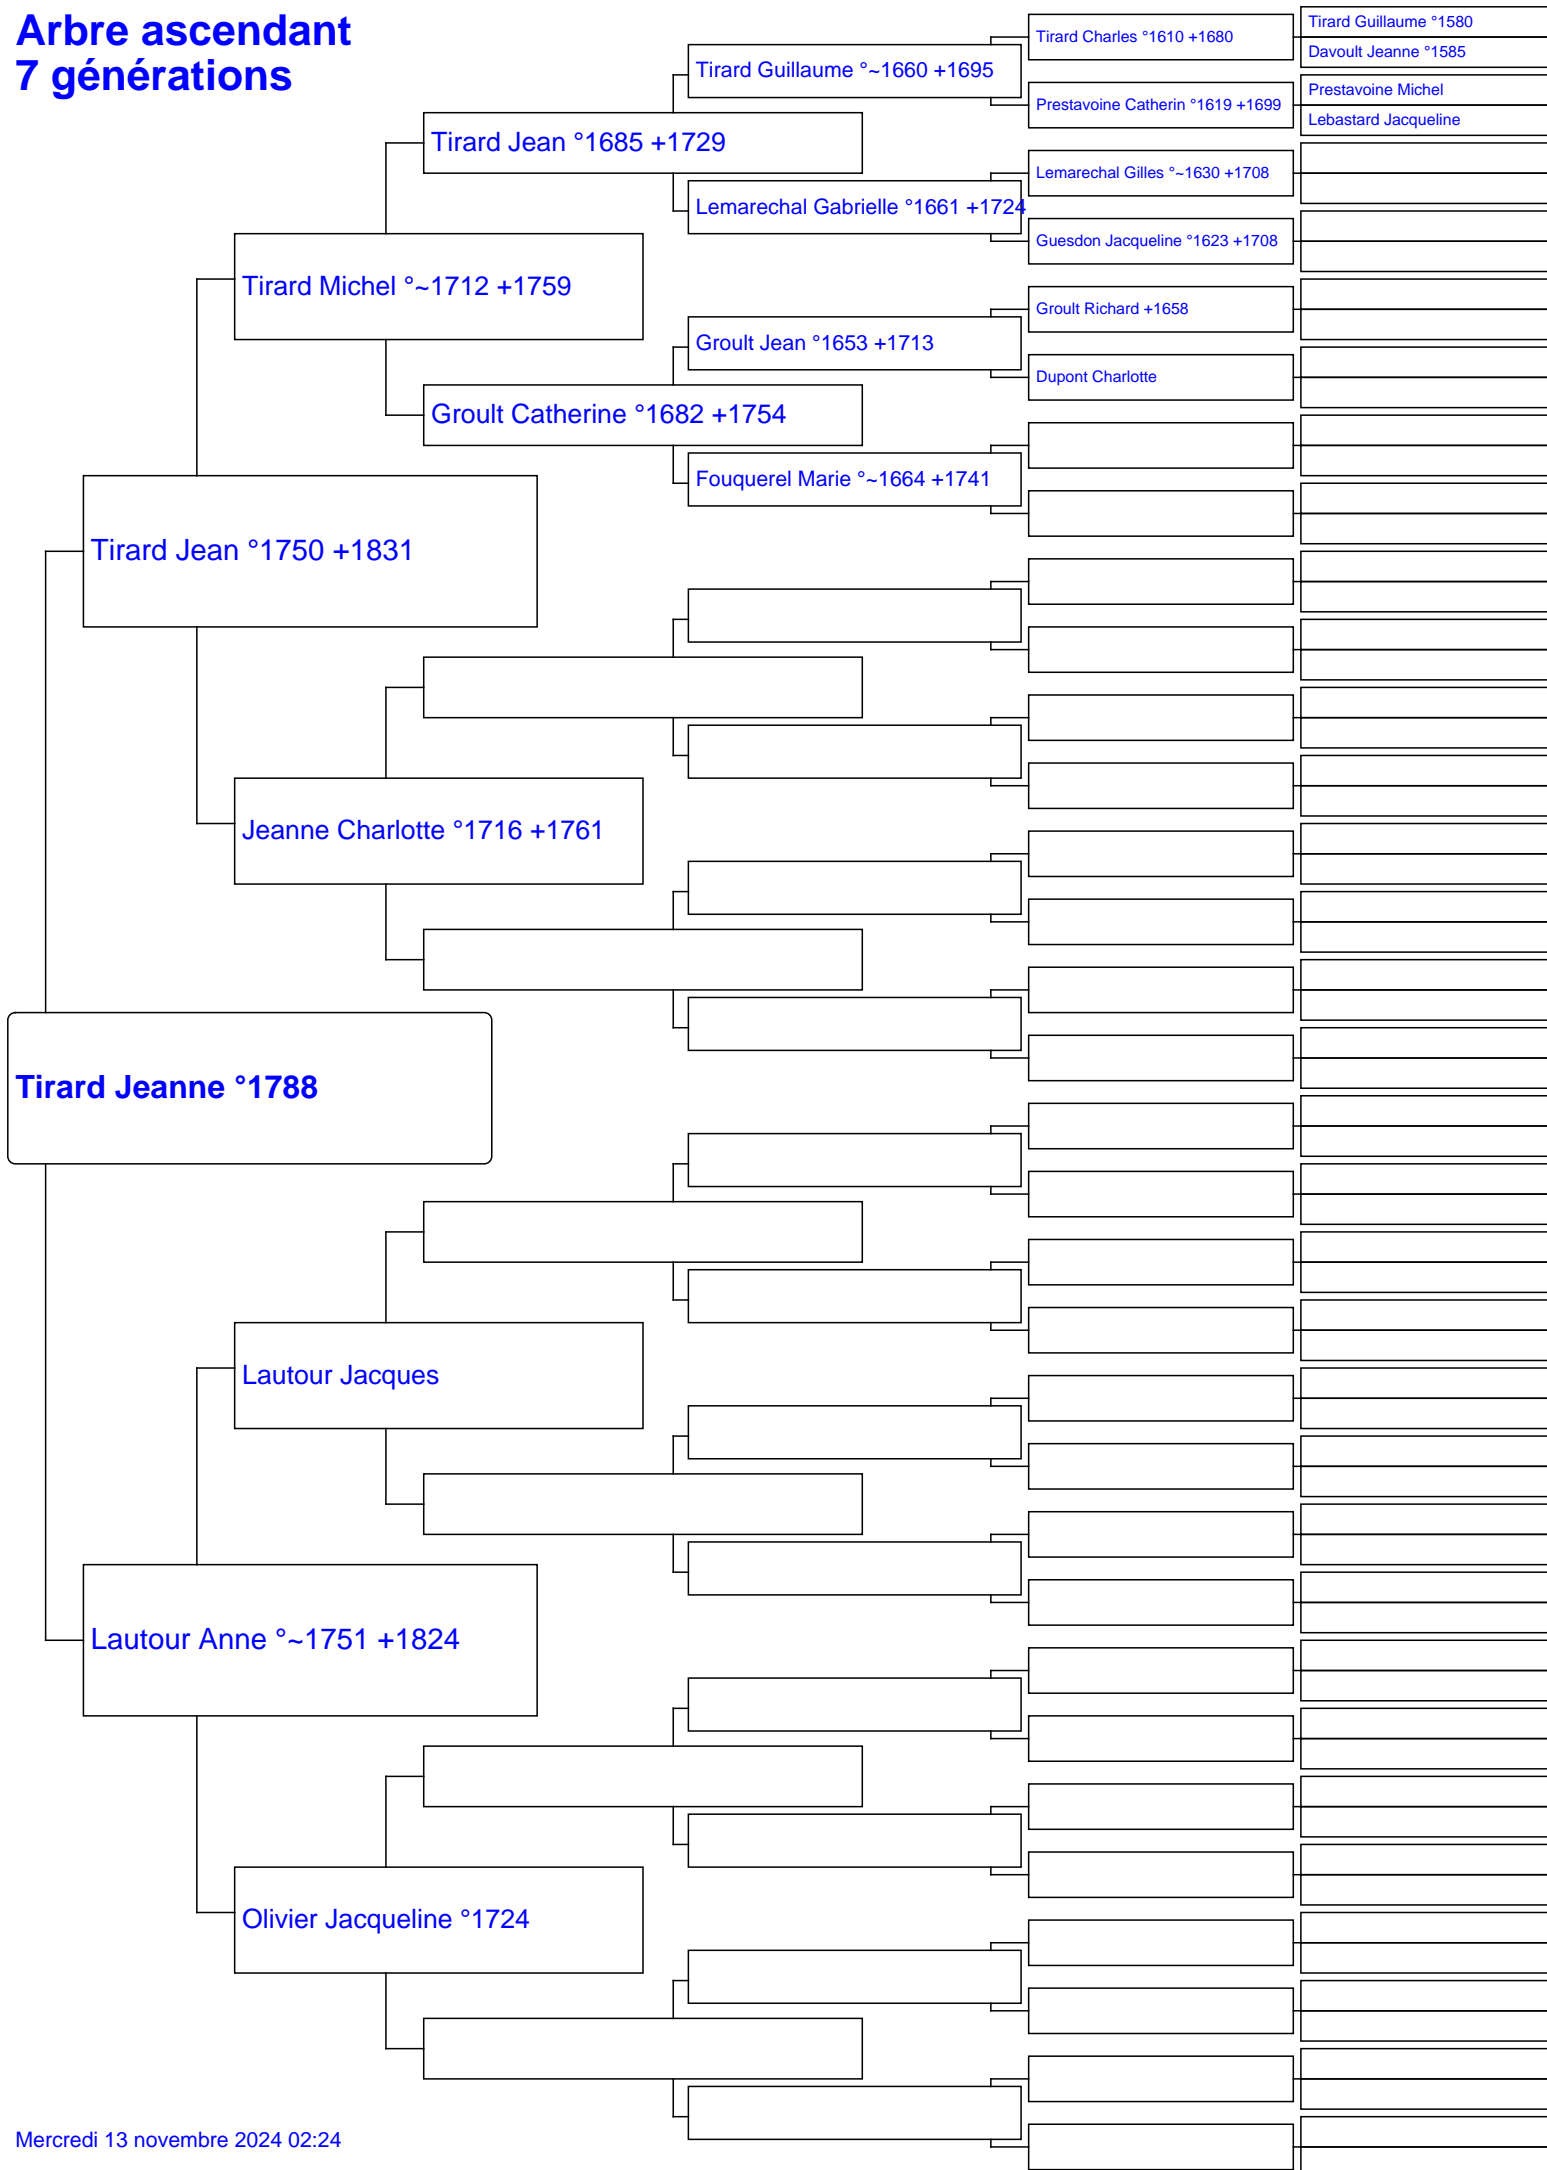 Arbre ascendant
7 générations
Tirard Guillaume °1580
Tirard Charles °1610 +1680
Davoult Jeanne °1585
Tirard Guillaume °~1660 +1695
Prestavoine Michel
Prestavoine Catherin °1619 +1699
Lebastard Jacqueline
Tirard Jean °1685 +1729
Lemarechal Gilles °~1630 +1708
Lemarechal Gabrielle °1661 +1724
Guesdon Jacqueline °1623 +1708
Tirard Michel °~1712 +1759
Groult Richard +1658
Groult Jean °1653 +1713
Dupont Charlotte
Groult Catherine °1682 +1754
Fouquerel Marie °~1664 +1741
Tirard Jean °1750 +1831
Jeanne Charlotte °1716 +1761
Tirard Jeanne °1788
Lautour Jacques
Lautour Anne °~1751 +1824
Olivier Jacqueline °1724
Mercredi 13 novembre 2024 02:24